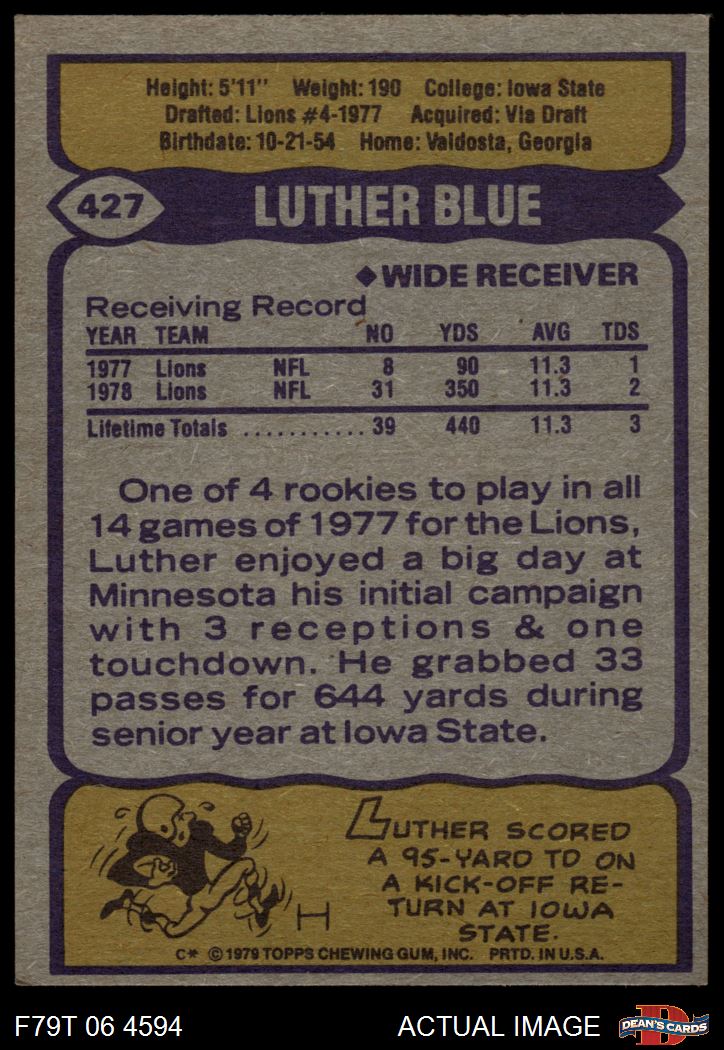 Height: 5'11" Weight: 190 College: Iowa State
Drafted: Lions #4-1977 Acquired: Via Draft
Birthdate: 10-21-54 Home: Valdosta, Georgia
427 LUTHER BLUE
◆WIDE RECEIVER
Receiving Record
YEAR TEAM NO YDS AVG TDS
1977 Lions NFL 8 90 11.3 1
1978 Lions NFL 31 350 11.3 2
Lifetime Totals ........... 39 440 11.3 3
One of 4 rookies to play in all
14 games of 1977 for the Lions,
Luther enjoyed a big day at
Minnesota his initial campaign
with 3 receptions & one
touchdown. He grabbed 33
passes for 644 yards during
senior year at Iowa State.
LUTHER SCORED
A 95-YARD TD ON
A KICK-OFF RE-
TURN AT IOWA
STATE.
H
C* © 1979 TOPPS CHEWING GUM, INC. PRTD. IN U.S.A.
F79T 06 4594 ACTUAL IMAGE D DEAN'S CARDS